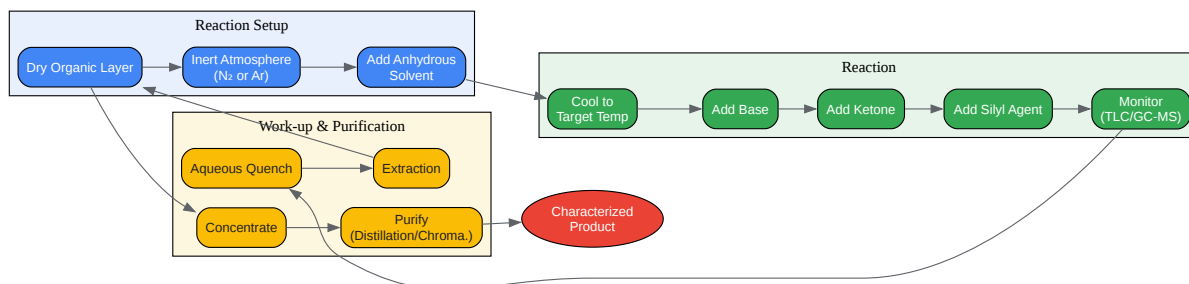 Reaction Setup
Dry Organic Layer
Inert Atmosphere
(N₂ or Ar)
Add Anhydrous
Solvent
Reaction
Cool to
Target Temp
Add Base
Add Ketone
Add Silyl Agent
Monitor
(TLC/GC-MS)
Work-up & Purification
Aqueous Quench
Extraction
Concentrate
Purify
(Distillation/Chroma.)
Characterized
Product